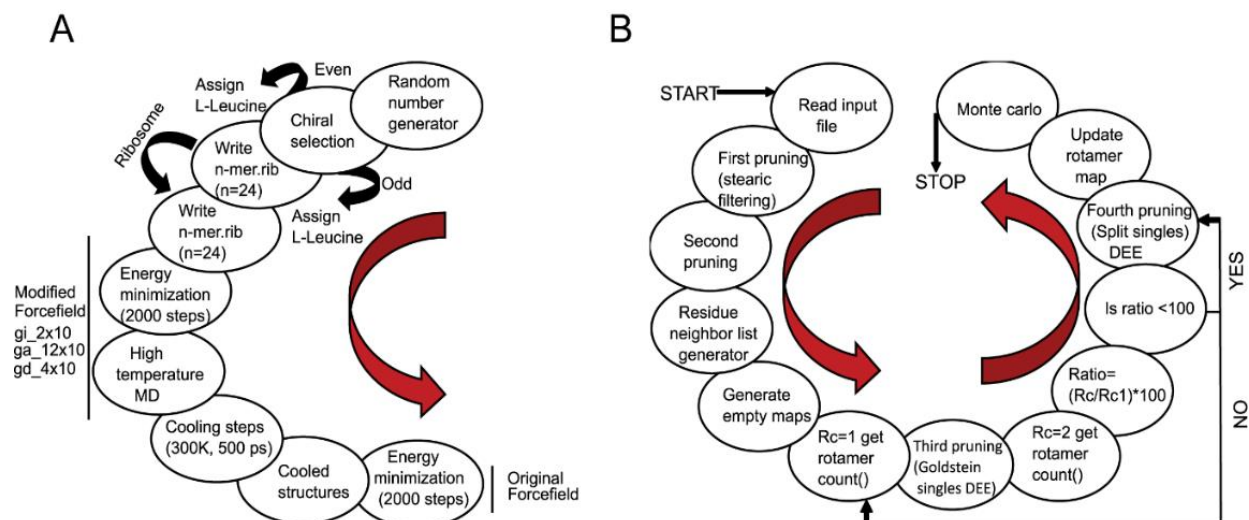 A
Random
number
generator
Even
Assign
L-Leucine
Chiral
selection
Odd
Assign
L-Leucine
Ribosome
Write
n-mer.rib
(n=24)
Write
n-mer.rib
(n=24)
Energy
minimization
(2000 steps)
Modified
Forcefield
gi_2x10
ga_12x10
gd_4x10
High
temperature
MD
Cooling steps
(300K, 500 ps)
Cooled
structures
Energy
minimization
(2000 steps)
Original
Forcefield
B
START
Read input
file
First pruning
(stearic
filtering)
Second
pruning
Residue
neighbor list
generator
Generate
empty maps
Rc=1 get
rotamer
count()
Third pruning
(Goldstein
singles DEE)
Rc=2 get
rotamer
count()
Ratio=
(Rc/Rc1)*100
Is ratio <100
YES
NO
Fourth pruning
(Split singles)
DEE
Update
rotamer
map
Monte carlo
STOP